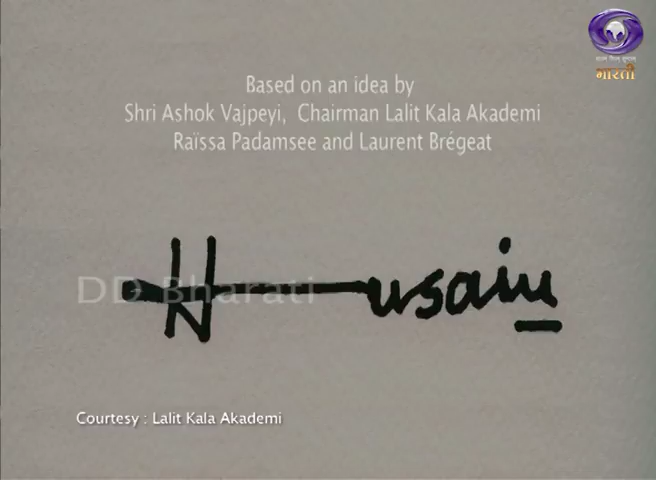 भारती
Based on an idea by
Shri Ashok Vajpeyi, Chairman Lalit Kala Akademi
Raïssa Padamsee and Laurent Brégeat
DD Bharati
Husain
Courtesy : Lalit Kala Akademi